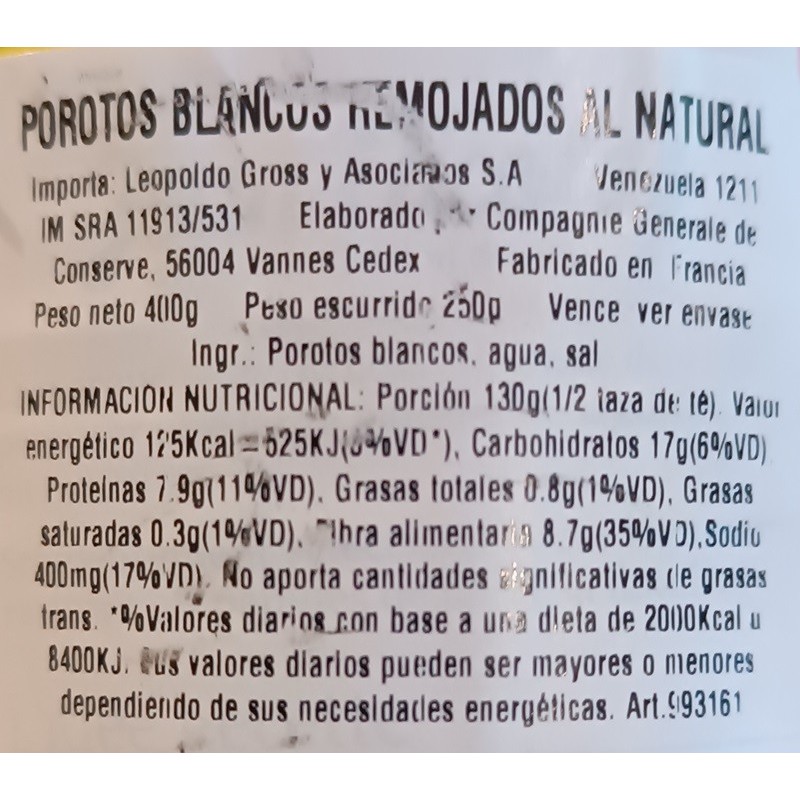 POROTOS BLANCOS REMOJADOS AL NATURAL
Importa: Leopoldo Gross y Asociados S.A Venezuela 1211
IM SRA 11913/531 Elaborado por Compagnie Generale de
Conserve, 56004 Vannes Cedex Fabricado en Francia
Peso neto 400g Peso escurrido 250g Vence ver envase
Ingr.: Porotos blancos, agua, sal
INFORMACION NUTRICIONAL: Porción 130g(1/2 taza de té). Valor
energético 125Kcal=525KJ(6%VD*), Carbohidratos 17g(6%VD)
Proteínas 7.9g(11%VD), Grasas totales 0.8g(1%VD), Grasas
saturadas 0.3g(1%VD), Fibra alimentaria 8.7g(35%VD),Sodio
400mg(17%VD). No aporta cantidades significativas de grasas
trans. *%Valores diarios con base a una dieta de 2000Kcal u
8400KJ. Sus valores diarios pueden ser mayores o menores
dependiendo de sus necesidades energéticas. Art.993161